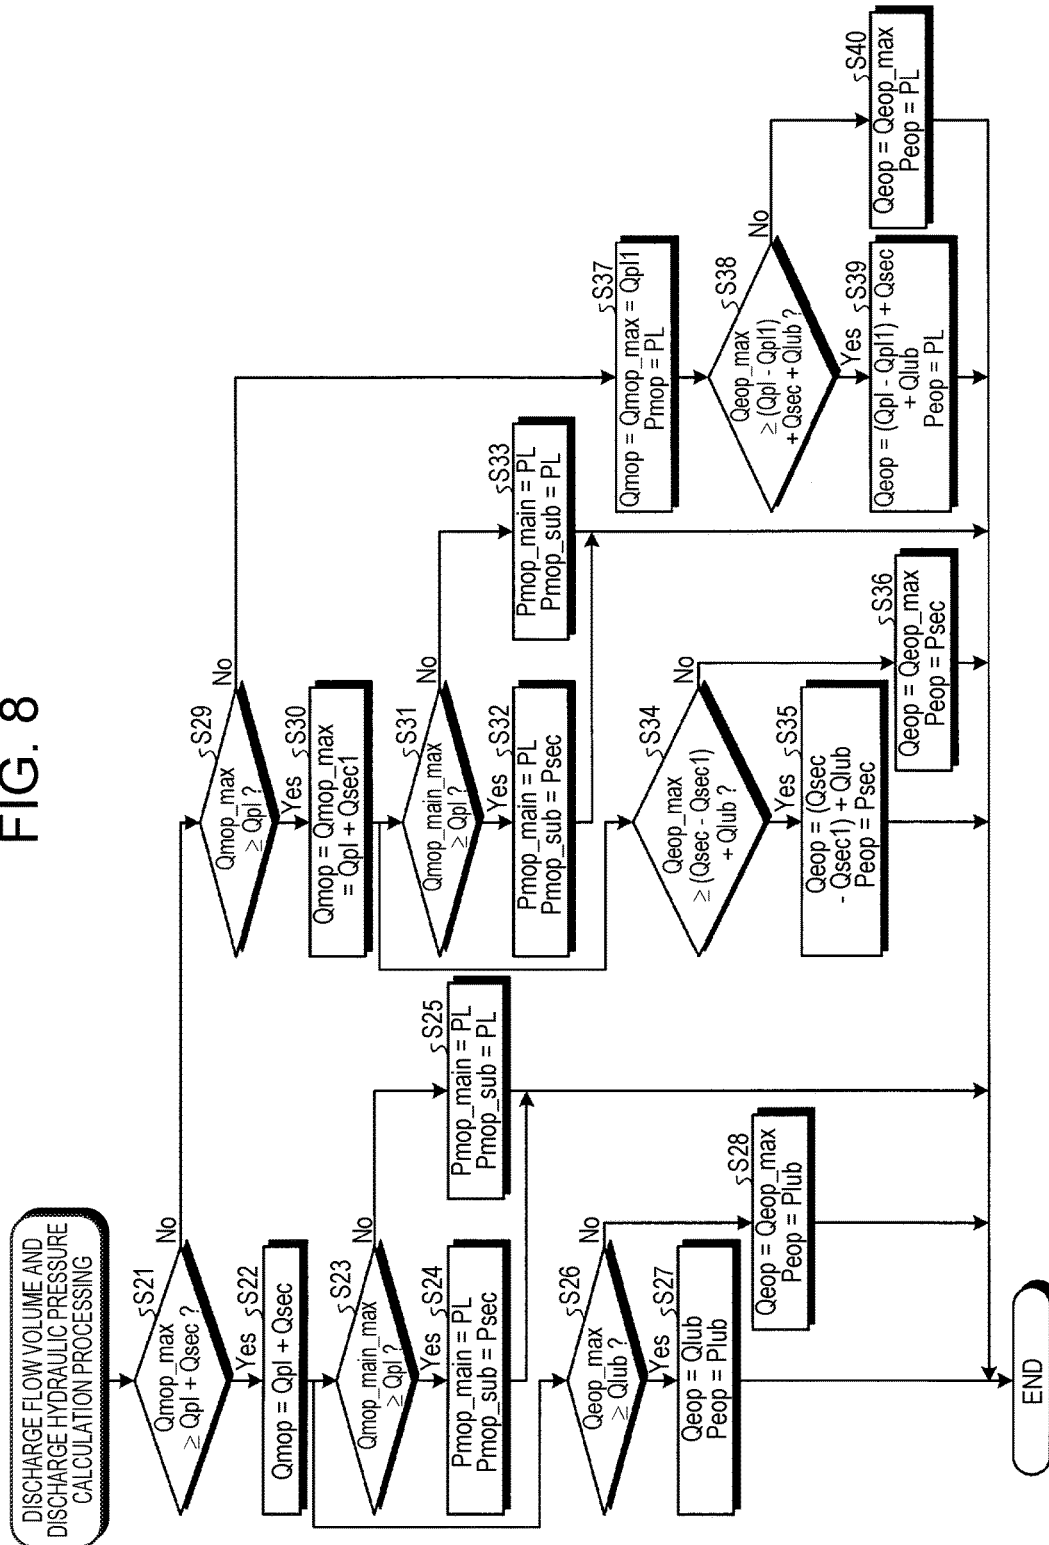 FIG. 8
DISCHARGE FLOW VOLUME AND
DISCHARGE HYDRAULIC PRESSURE
CALCULATION PROCESSING
S21
Qmop_max
≥ Qpl + Qsec ?
No
Yes
S22
Qmop = Qpl + Qsec
S23
Qmop_main_max
≥ Qpl ?
No
Yes
S24
Pmop_main = PL
Pmop_sub = Psec
S25
Pmop_main = PL
Pmop_sub = PL
S26
Qeop_max
≥ Qlub ?
No
Yes
S27
Qeop = Qlub
Peop = Plub
S28
Qeop = Qeop_max
Peop = Plub
S29
Qmop_max
≥ Qpl ?
No
Yes
S30
Qmop = Qmop_max
= Qpl + Qsec1
S31
Qmop_main_max
≥ Qpl ?
No
Yes
S32
Pmop_main = PL
Pmop_sub = Psec
S33
Pmop_main = PL
Pmop_sub = PL
S34
Qeop_max
≥ (Qsec - Qsec1)
+ Qlub ?
No
Yes
S35
Qeop = (Qsec
- Qsec1) + Qlub
Peop = Psec
S36
Qeop = Qeop_max
Peop = Psec
S37
Qmop = Qmop_max = Qpl1
Pmop = PL
S38
Qeop_max
≥ (Qpl - Qpl1)
+ Qsec + Qlub ?
No
Yes
S39
Qeop = (Qpl - Qpl1) + Qsec
+ Qlub
Peop = PL
S40
Qeop = Qeop_max
Peop = PL
END